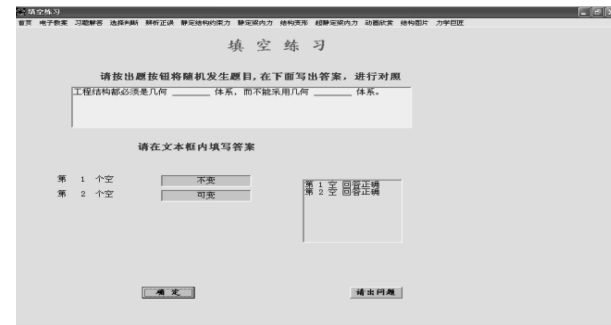 填空练习
首页 电子教案 习题解答 选择判断 辨析正误 静定结构约束力 静定梁内力 结构变形 超静定梁内力 动画欣赏 结构图片 力学巨匠
填 空 练 习
请按出题按钮将随机发生题目,在下面写出答案,进行对照
工程结构都必须是几何 ______ 体系,而不能采用几何 ______ 体系。
请在文本框内填写答案
第 1 个空 不变
第 2 个空 可变
第 1 空 回答正确
第 2 空 回答正确
确 定
请出问题